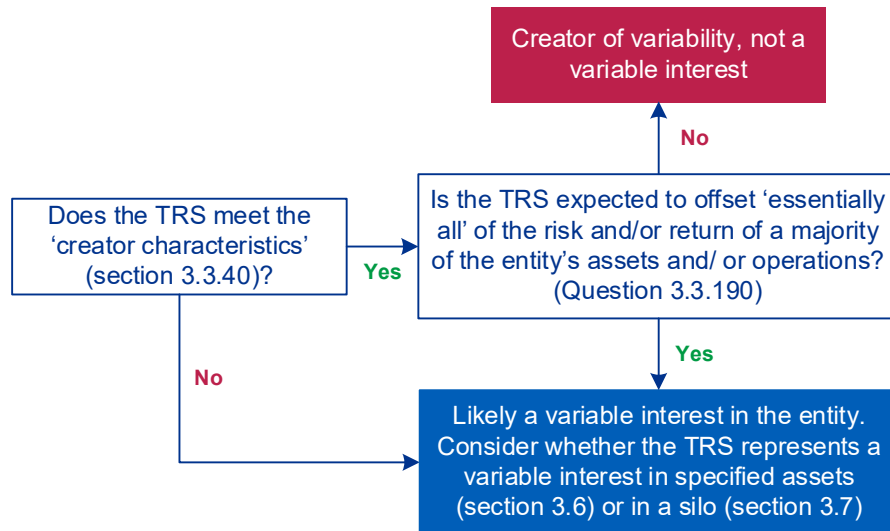 Creator of variability, not a
variable interest
No
Does the TRS meet the
‘creator characteristics’
(section 3.3.40)?
Yes
Is the TRS expected to offset ‘essentially
all’ of the risk and/or return of a majority
of the entity’s assets and/ or operations?
(Question 3.3.190)
No
Yes
Likely a variable interest in the entity.
Consider whether the TRS represents a
variable interest in specified assets
(section 3.6) or in a silo (section 3.7)